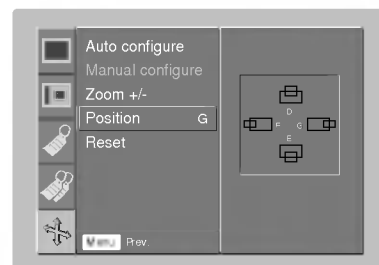 Auto configure
Manual configure
Zoom +/-
Position G
Reset
D
F G
E
Menu Prev.